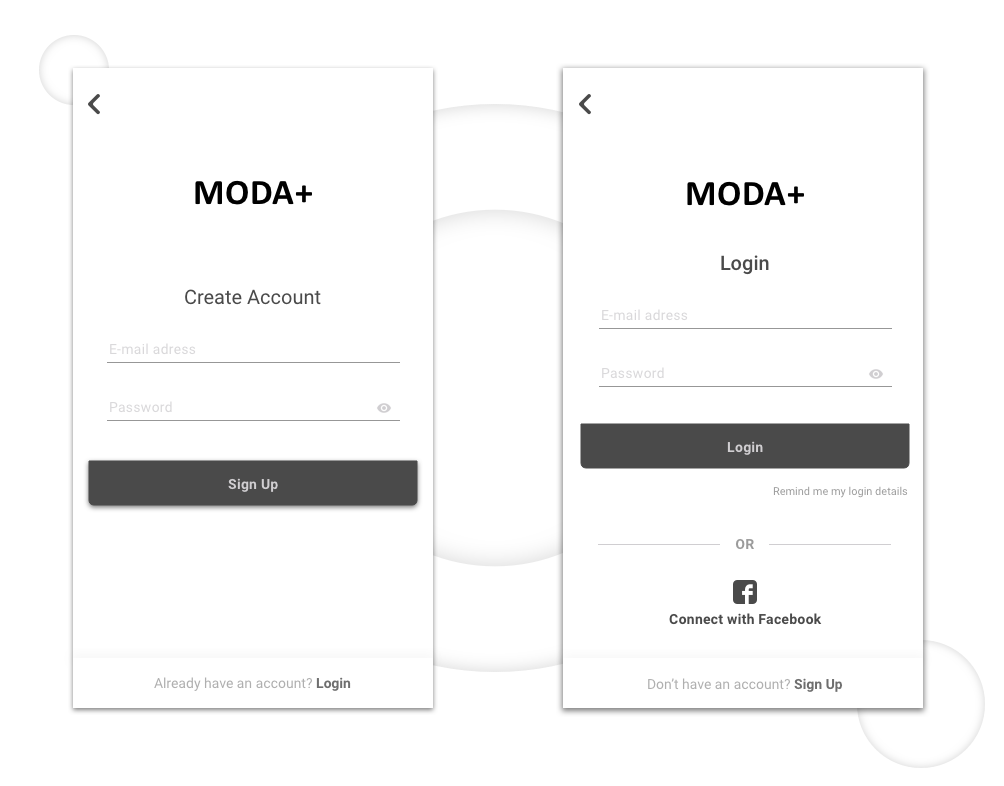 MODA+
Create Account
E-mail adress
Password
Sign Up
Already have an account? Login
MODA+
Login
E-mail adress
Password
Login
Remind me my login details
OR
Connect with Facebook
Don't have an account? Sign Up